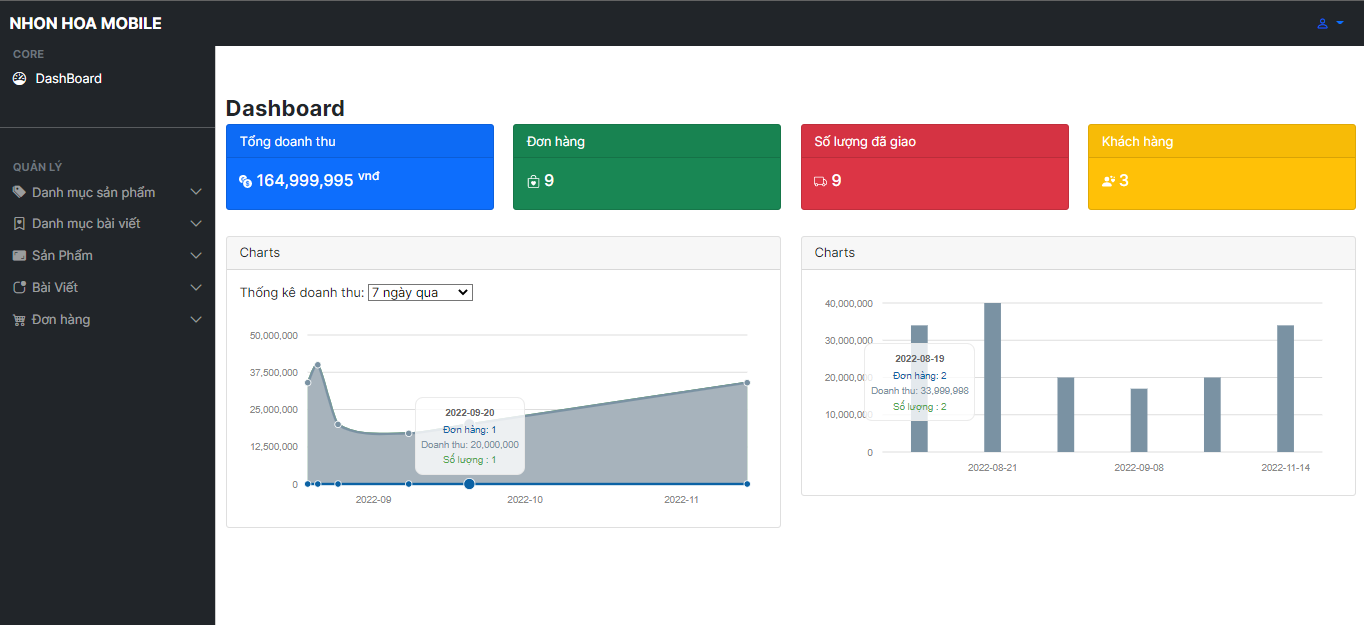 NHON HOA MOBILE
CORE
DashBoard
QUẢN LÝ
Danh mục sản phẩm
Danh mục bài viết
Sản Phẩm
Bài Viết
Đơn hàng
Dashboard
Tổng doanh thu
164,999,995 vnđ
Đơn hàng
9
Số lượng đã giao
9
Khách hàng
3
Charts
Thống kê doanh thu: 7 ngày qua
50,000,000
37,500,000
25,000,000
12,500,000
0
2022-09-20
Đơn hàng: 1
Doanh thu: 20,000,000
Số lượng : 1
2022-09 2022-10 2022-11
Charts
40,000,000
30,000,000
20,000,000
10,000,000
0
2022-08-19
Đơn hàng: 2
Doanh thu: 33,999,998
Số lượng : 2
2022-08-21 2022-09-08 2022-11-14